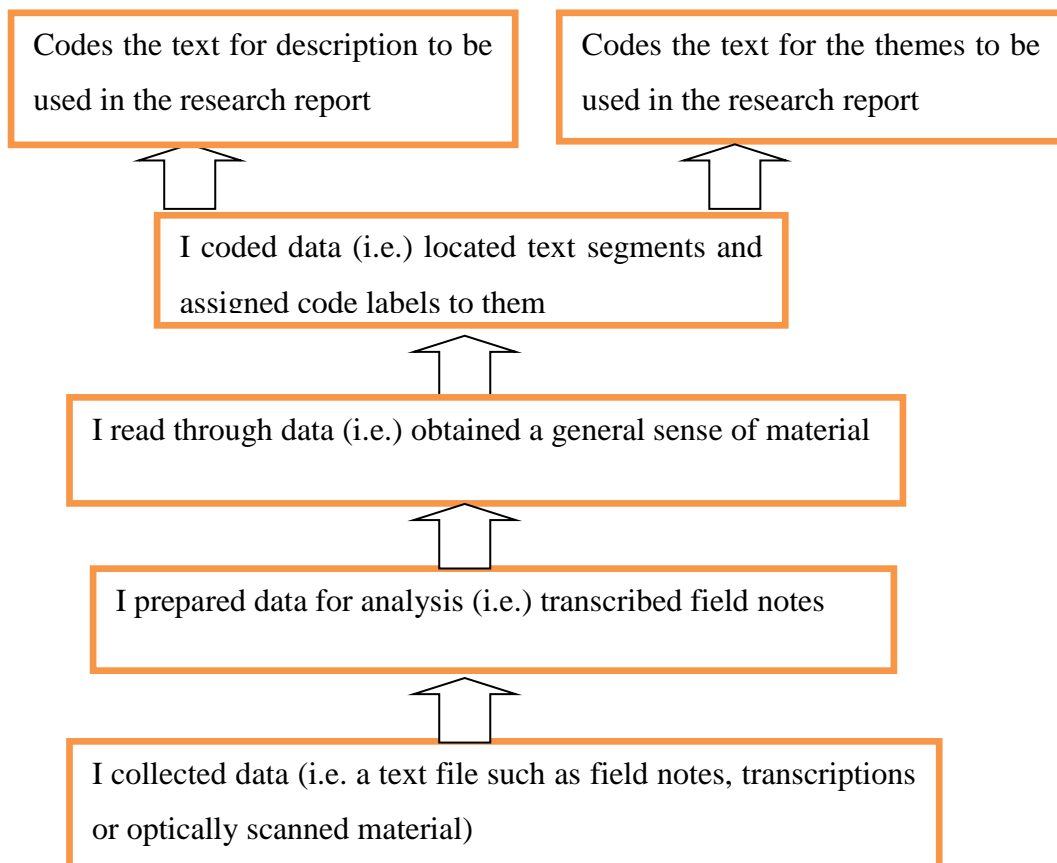 Codes the text for description to be
used in the research report
Codes the text for the themes to be
used in the research report
I coded data (i.e.) located text segments and
assigned code labels to them
I read through data (i.e.) obtained a general sense of material
I prepared data for analysis (i.e.) transcribed field notes
I collected data (i.e. a text file such as field notes, transcriptions
or optically scanned material)